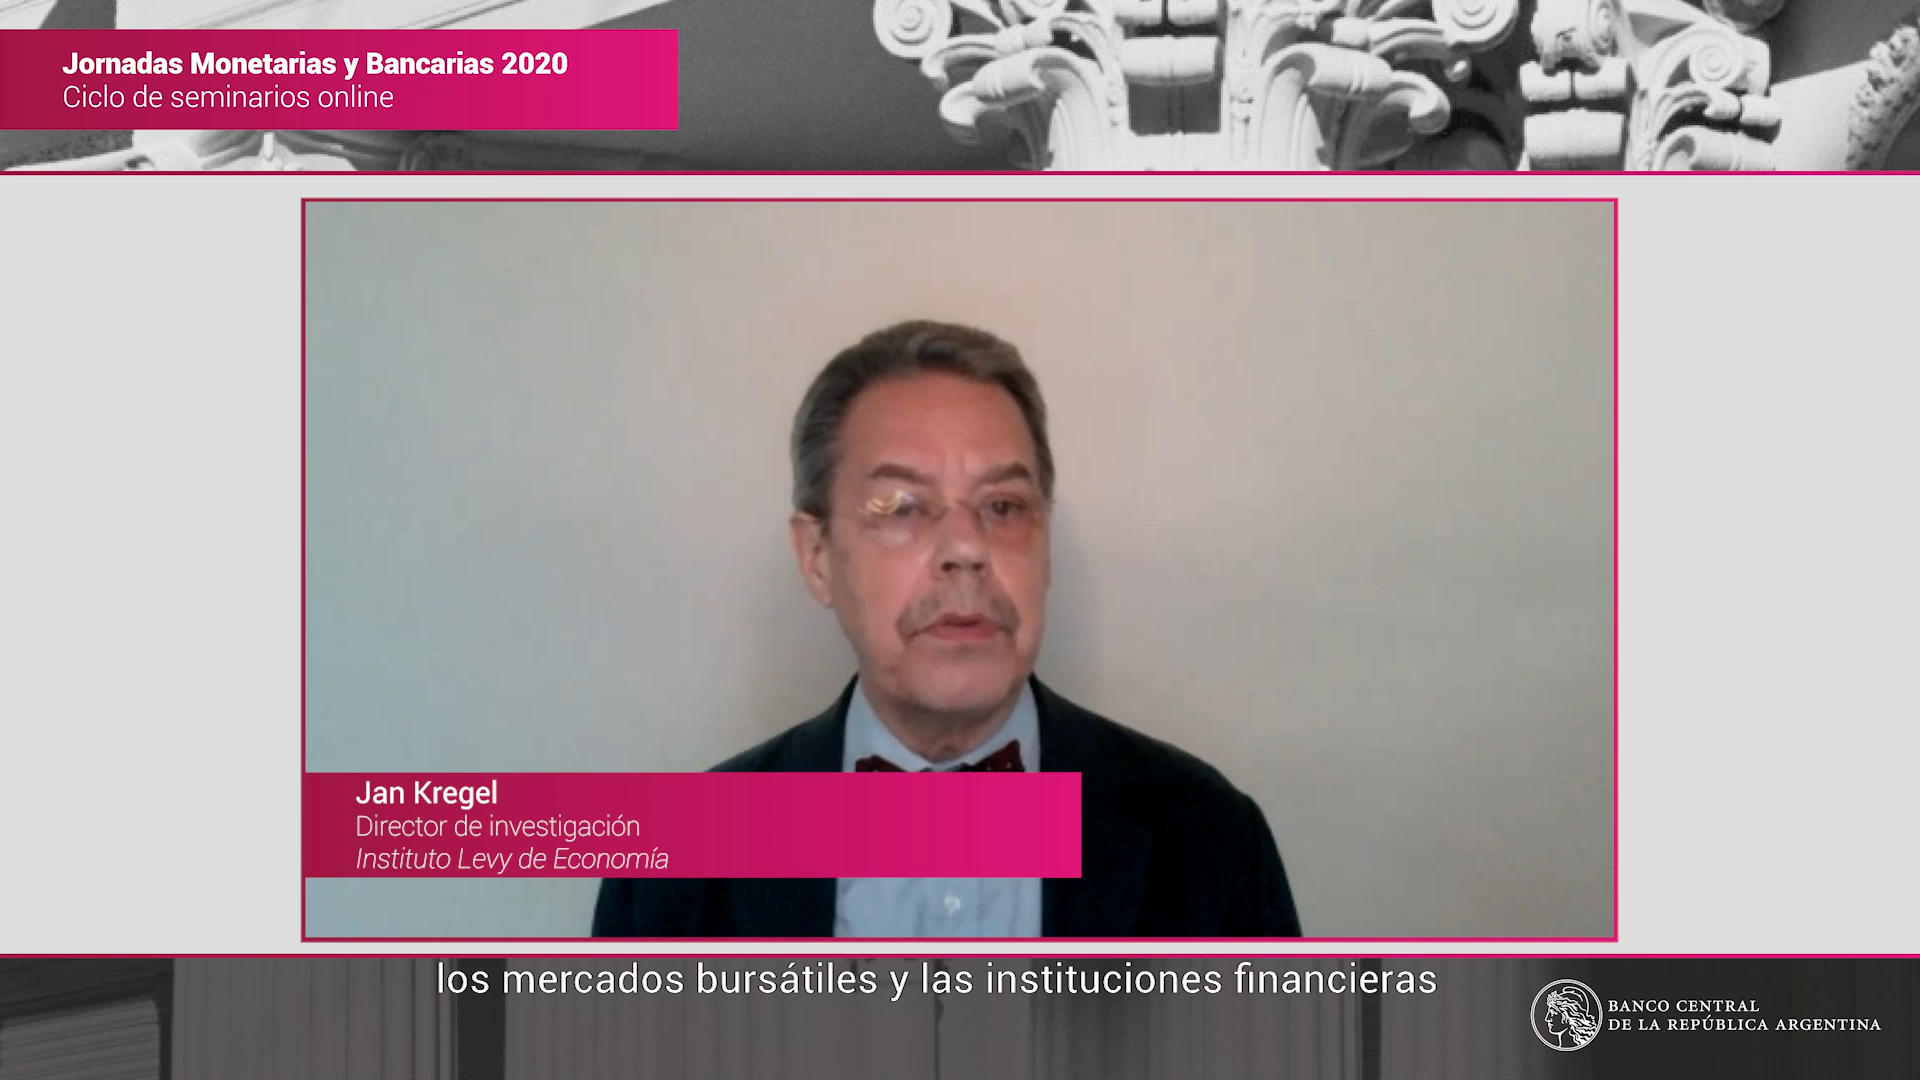 Jornadas Monetarias y Bancarias 2020
Ciclo de seminarios online
Jan Kregel
Director de investigación
Instituto Levy de Economía
los mercados bursátiles y las instituciones financieras
BANCO CENTRAL
DE LA REPÚBLICA ARGENTINA